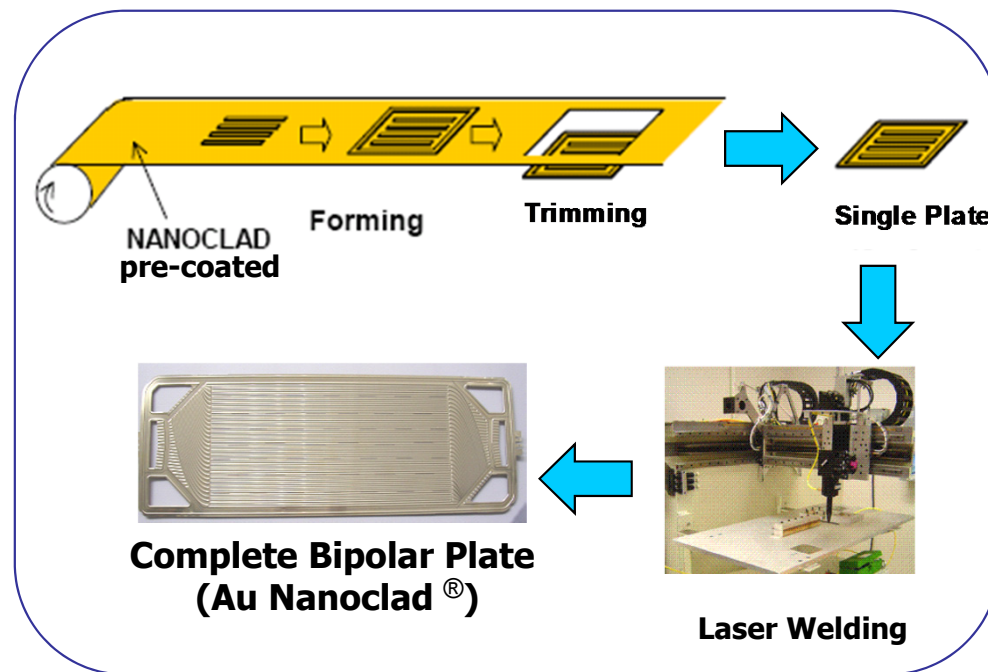 NANOCLAD
pre-coated
Forming
Trimming
Single Plate
Laser Welding
Complete Bipolar Plate
(Au Nanoclad ®)